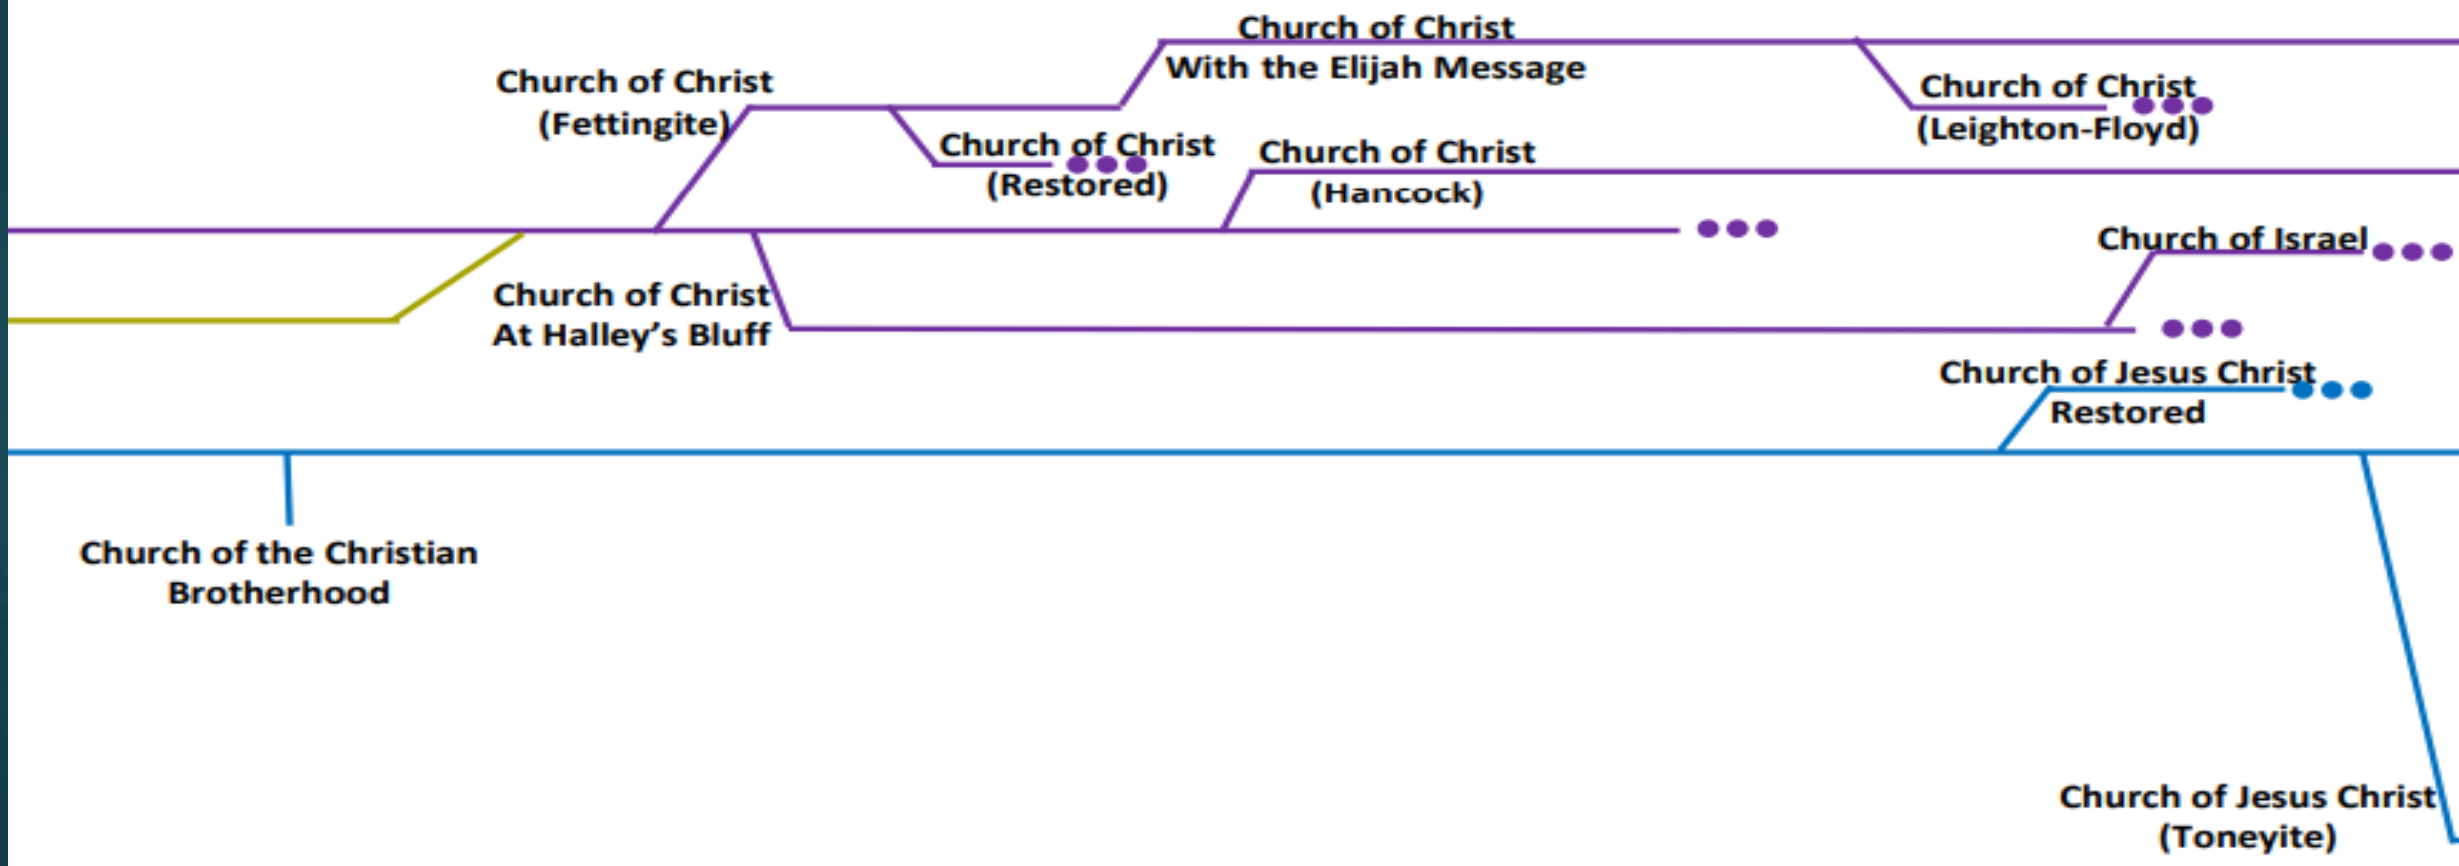 Church of Christ
With the Elijah Message
Church of Christ
(Fettingite)
Church of Christ
(Leighton-Floyd)
Church of Christ
(Restored)
Church of Christ
(Hancock)
Church of Israel
Church of Christ
At Halley's Bluff
Church of Jesus Christ
Restored
Church of the Christian
Brotherhood
Church of Jesus Christ
(Toneyite)